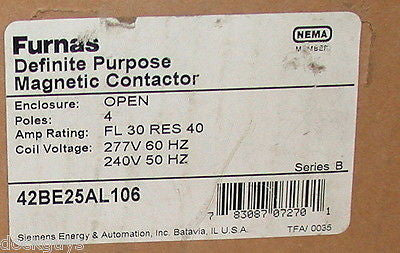 Furnas
NEMA
MEMBER
Definite Purpose
Magnetic Contactor
Enclosure: OPEN
Poles: 4
Amp Rating: FL 30 RES 40
Coil Voltage: 277V 60 HZ
240V 50 HZ
Series B
42BE25AL106
7 83087 07270 1
Siemens Energy & Automation, Inc. Batavia, IL U.S.A.
TFA/ 0035
dockguys